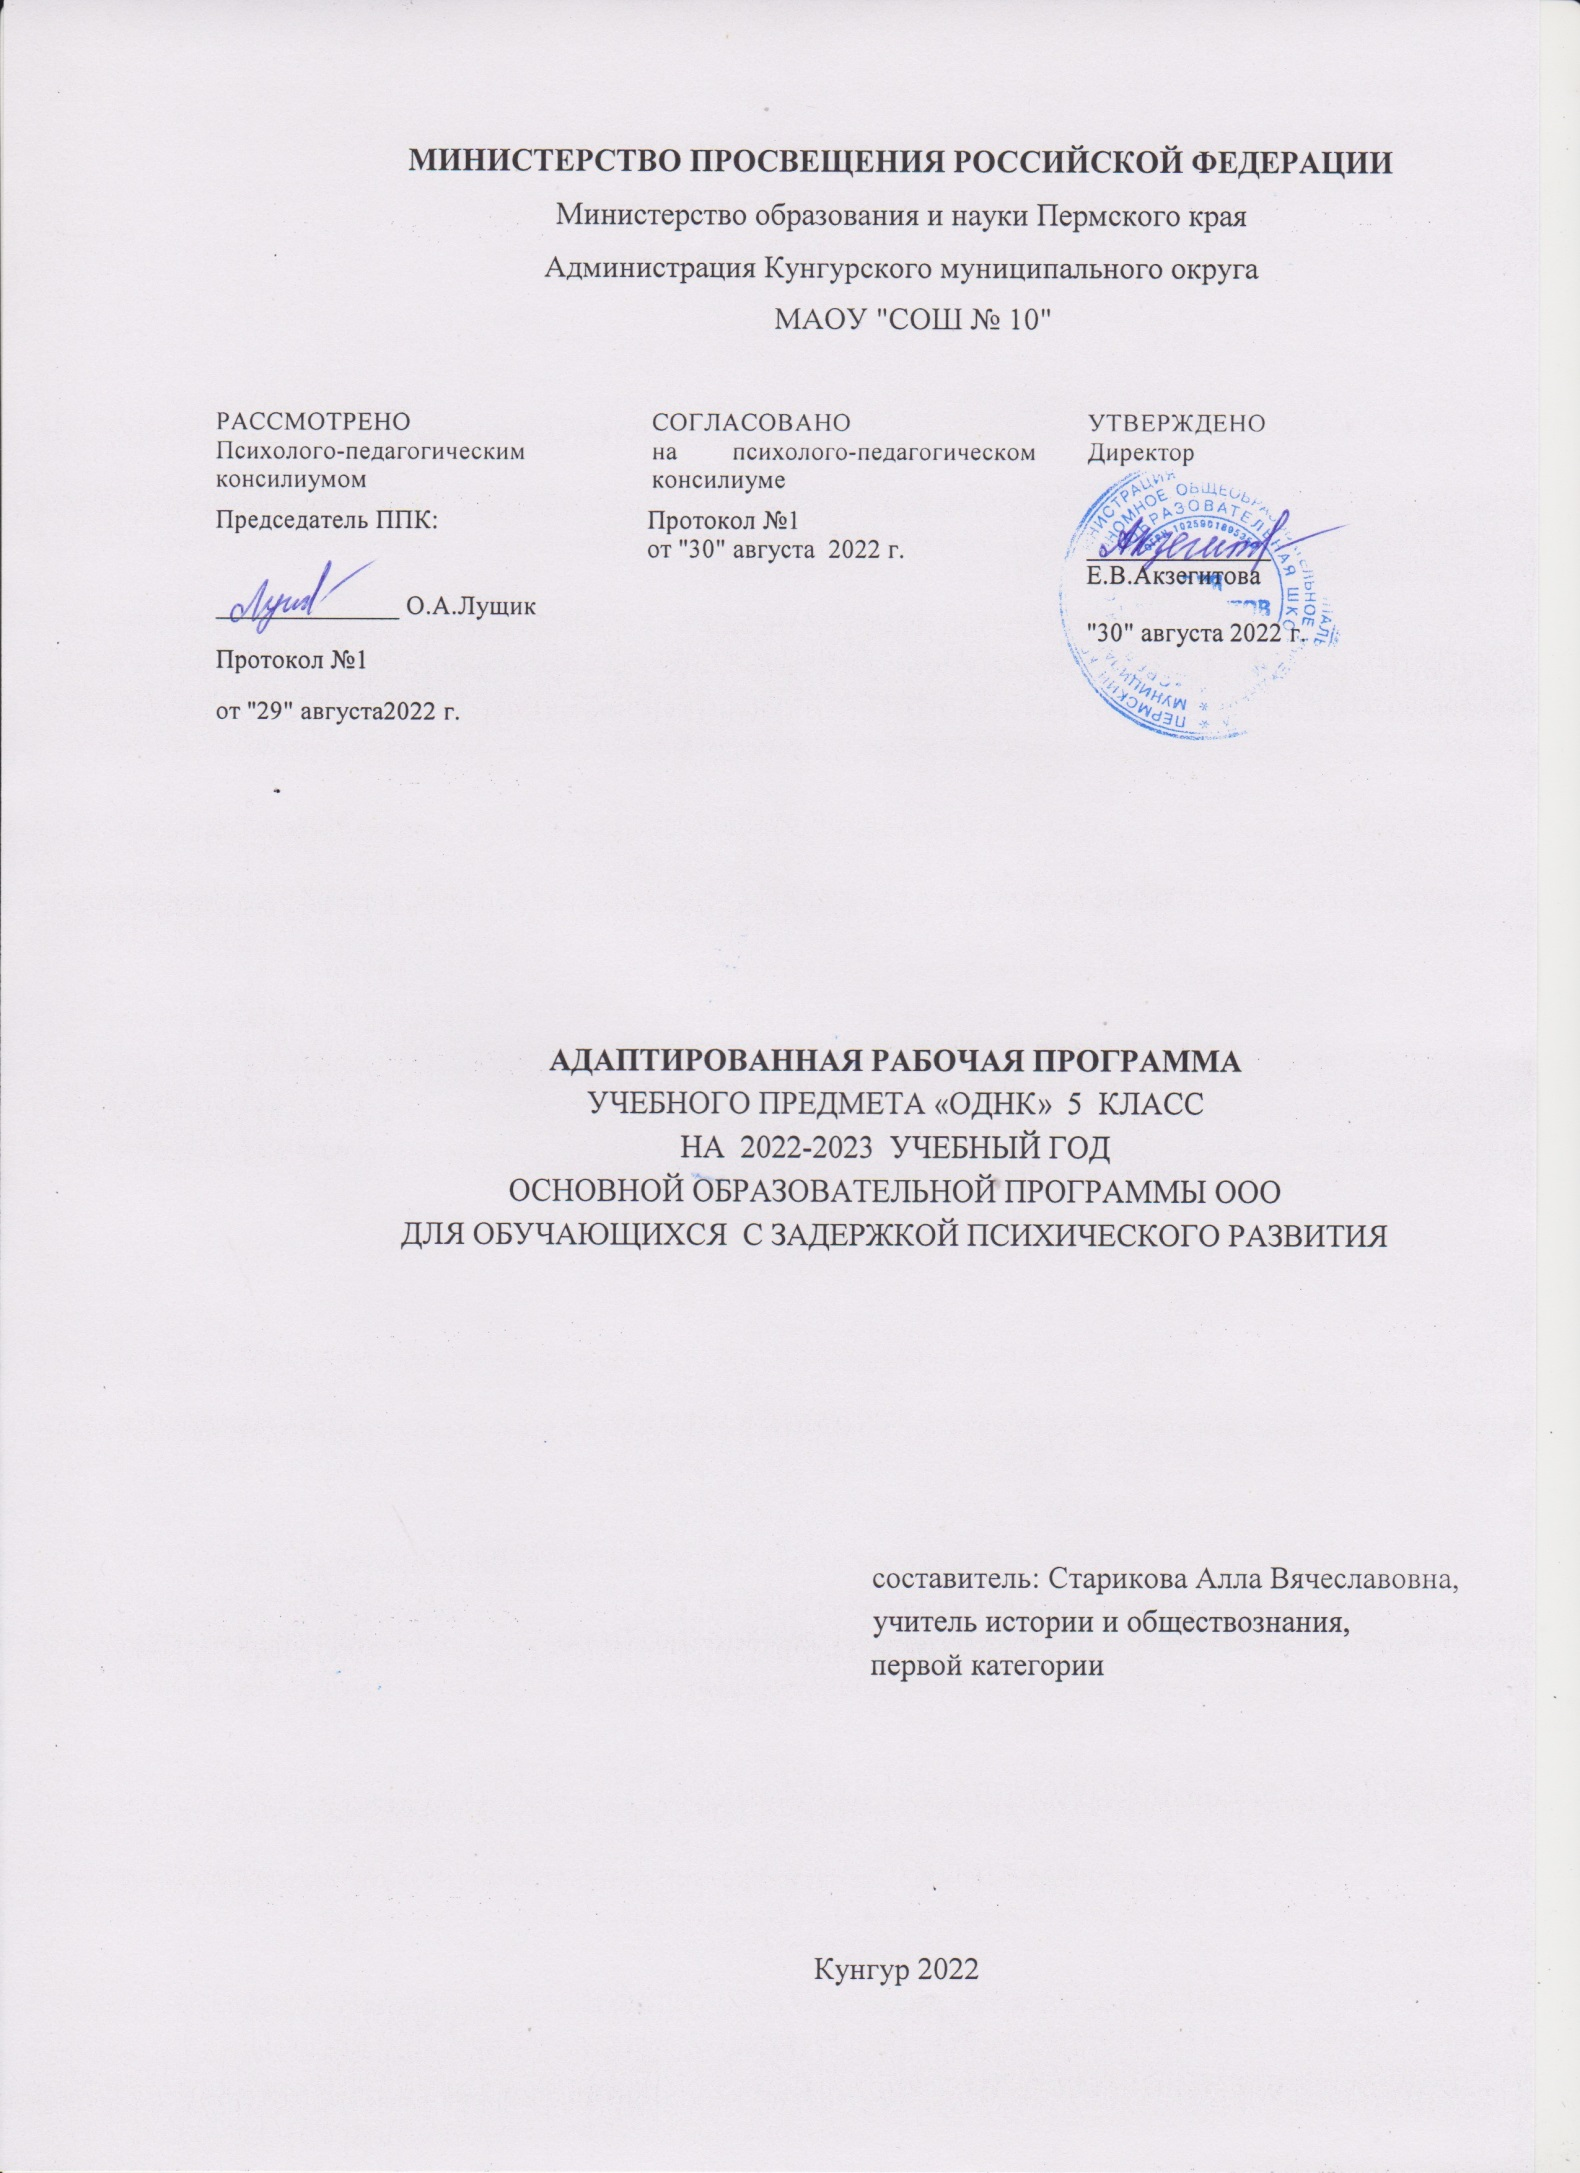 МИНИСТЕРСТВО ПРОСВЕЩЕНИЯ РОССИЙСКОЙ ФЕДЕРАЦИИ
Министерство образования и науки Пермского края
Администрация Кунгурского муниципального округа
МАОУ "СОШ № 10"
РАССМОТРЕНО
Психолого-педагогическим
консилиумом
Председатель ППК:
О.А.Лущик
Протокол №1
от "29" августа2022 г.
СОГЛАСОВАНО
на психолого-педагогическом
консилиуме
Протокол №1
от "30" августа 2022 г.
УТВЕРЖДЕНО
Директор
Е.В.Акзегитова
"30" августа 2022 г.
АДАПТИРОВАННАЯ РАБОЧАЯ ПРОГРАММА
УЧЕБНОГО ПРЕДМЕТА «ОДНК» 5 КЛАСС
НА 2022-2023 УЧЕБНЫЙ ГОД
ОСНОВНОЙ ОБРАЗОВАТЕЛЬНОЙ ПРОГРАММЫ ООО
ДЛЯ ОБУЧАЮЩИХСЯ С ЗАДЕРЖКОЙ ПСИХИЧЕСКОГО РАЗВИТИЯ
составитель: Старикова Алла Вячеславовна,
учитель истории и обществознания,
первой категории
Кунгур 2022